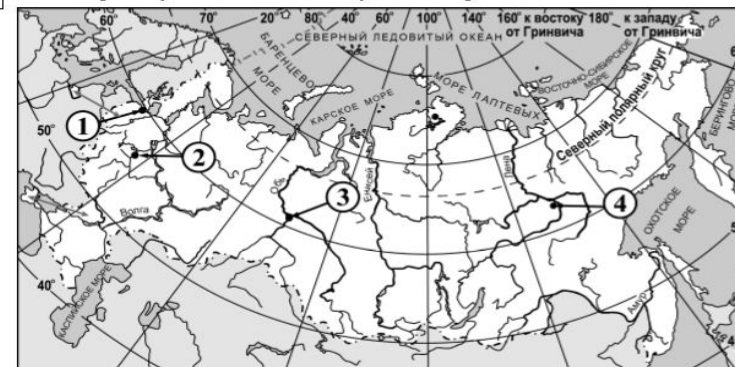 60° 70° 20° 30° 40° 60° 80° 100° 140° 160° к востоку от Гринвича 180° к западу от Гринвича
СЕВЕРНЫЙ ЛЕДОВИТЫЙ ОКЕАН
БАРЕНЦЕВО МОРЕ
КАРСКОЕ МОРЕ
МОРЕ ЛАПТЕВЫХ
ВОСТОЧНО-СИБИРСКОЕ МОРЕ
Северный полярный круг
БЕРИНГОВО
50°
1
2
3
4
Обь
Енисей
Лена
ОХОТСКОЕ МОРЕ
Волга
40°
КАСПИЙСКОЕ МОРЕ
Амур